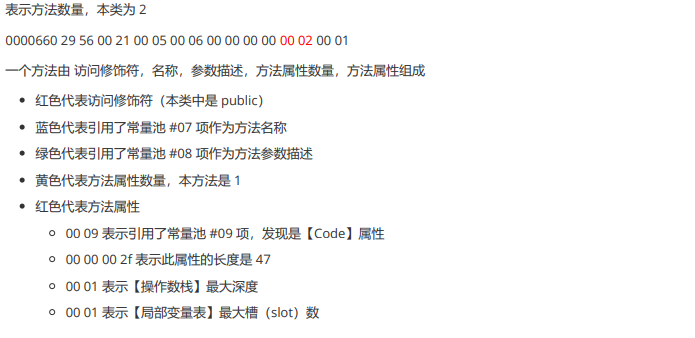 表示方法数量，本类为 2
0000660 29 56 00 21 00 05 00 06 00 00 00 00 00 02 00 01
一个方法由 访问修饰符，名称，参数描述，方法属性数量，方法属性组成
红色代表访问修饰符（本类中是 public）
蓝色代表引用了常量池 #07 项作为方法名称
绿色代表引用了常量池 #08 项作为方法参数描述
黄色代表方法属性数量，本方法是 1
红色代表方法属性
00 09 表示引用了常量池 #09 项，发现是【Code】属性
00 00 00 2f 表示此属性的长度是 47
00 01 表示【操作数栈】最大深度
00 01 表示【局部变量表】最大槽（slot）数